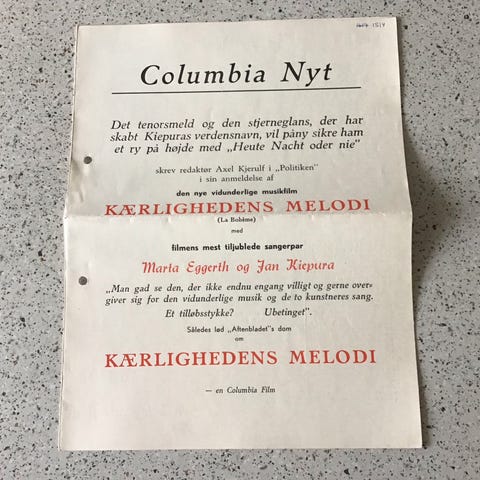 Columbia Nyt
Det tenorsmeld og den stjerneglans, der har
skabt Kiepuras verdensnavn, vil påny sikre ham
et ry på højde med „Heute Nacht oder nie"
skrev redaktør Axel Kjerulf i „Politiken"
i sin anmeldelse af
den nye vidunderlige musikfilm
KÆRLIGHEDENS MELODI
(La Bohème)
med
filmens mest tiljublede sangerpar
Marta Eggerth og Jan Kiepura
„Man gad se den, der ikke endnu engang villigt og gerne over-
giver sig for den vidunderlige musik og de to kunstneres sang.
Et tilløbsstykke? Ubetinget".
Således lød „Aftenbladet"s dom
om
KÆRLIGHEDENS MELODI
— en Columbia Film